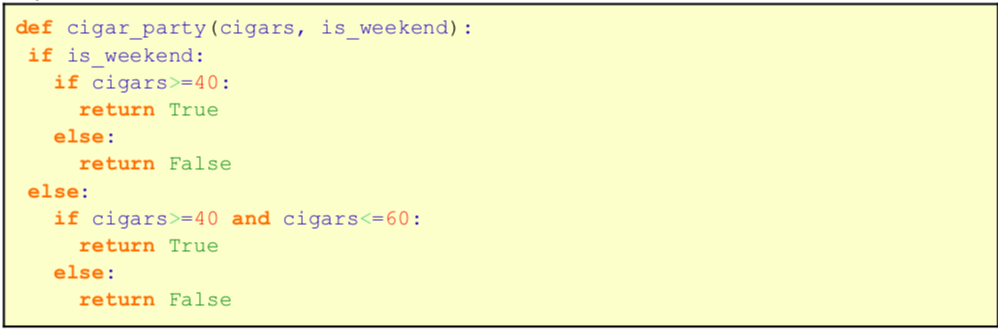 def cigar_party(cigars, is_weekend):
 if is_weekend:
   if cigars>=40:
     return True
   else:
     return False
 else:
   if cigars>=40 and cigars<=60:
     return True
   else:
     return False